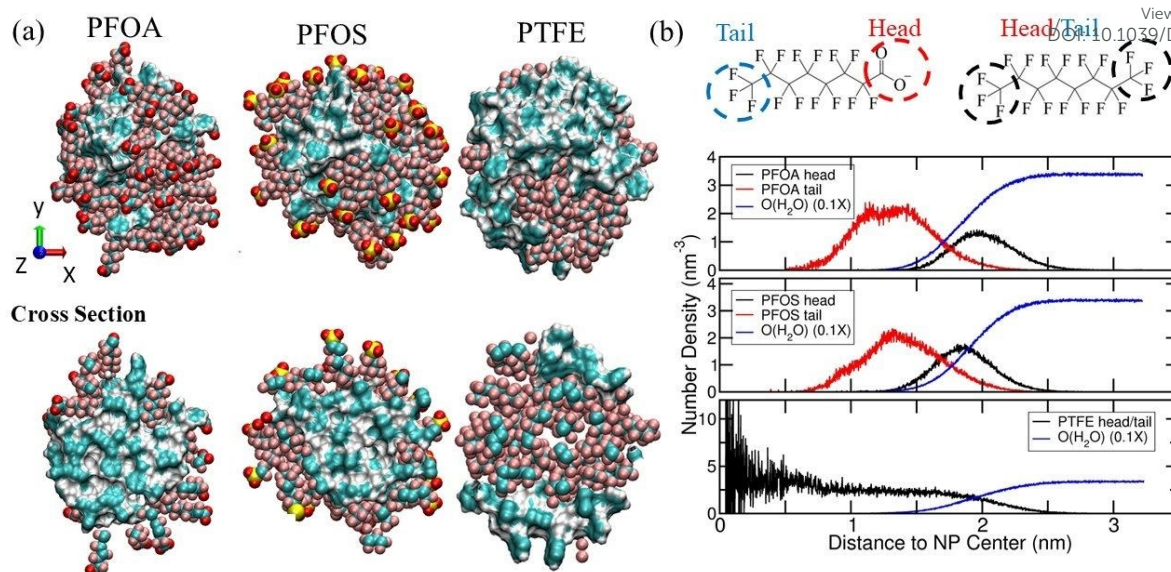 (a) PFOA PFOS PTFE
y
Z X
Cross Section
(b) Tail Head Head/Tail
View
DOI: 10.1039/D
F F F F F F F O
F
F F F F F F F O-
F F F F F F F F
F F
F F F F F F F F
4
3
2
1
0
PFOA head
PFOA tail
O(H2O) (0.1X)
4
3
2
1
0
PFOS head
PFOS tail
O(H2O) (0.1X)
10
5
0
PTFE head/tail
O(H2O) (0.1X)
Number Density (nm-3)
0 1 2 3
Distance to NP Center (nm)